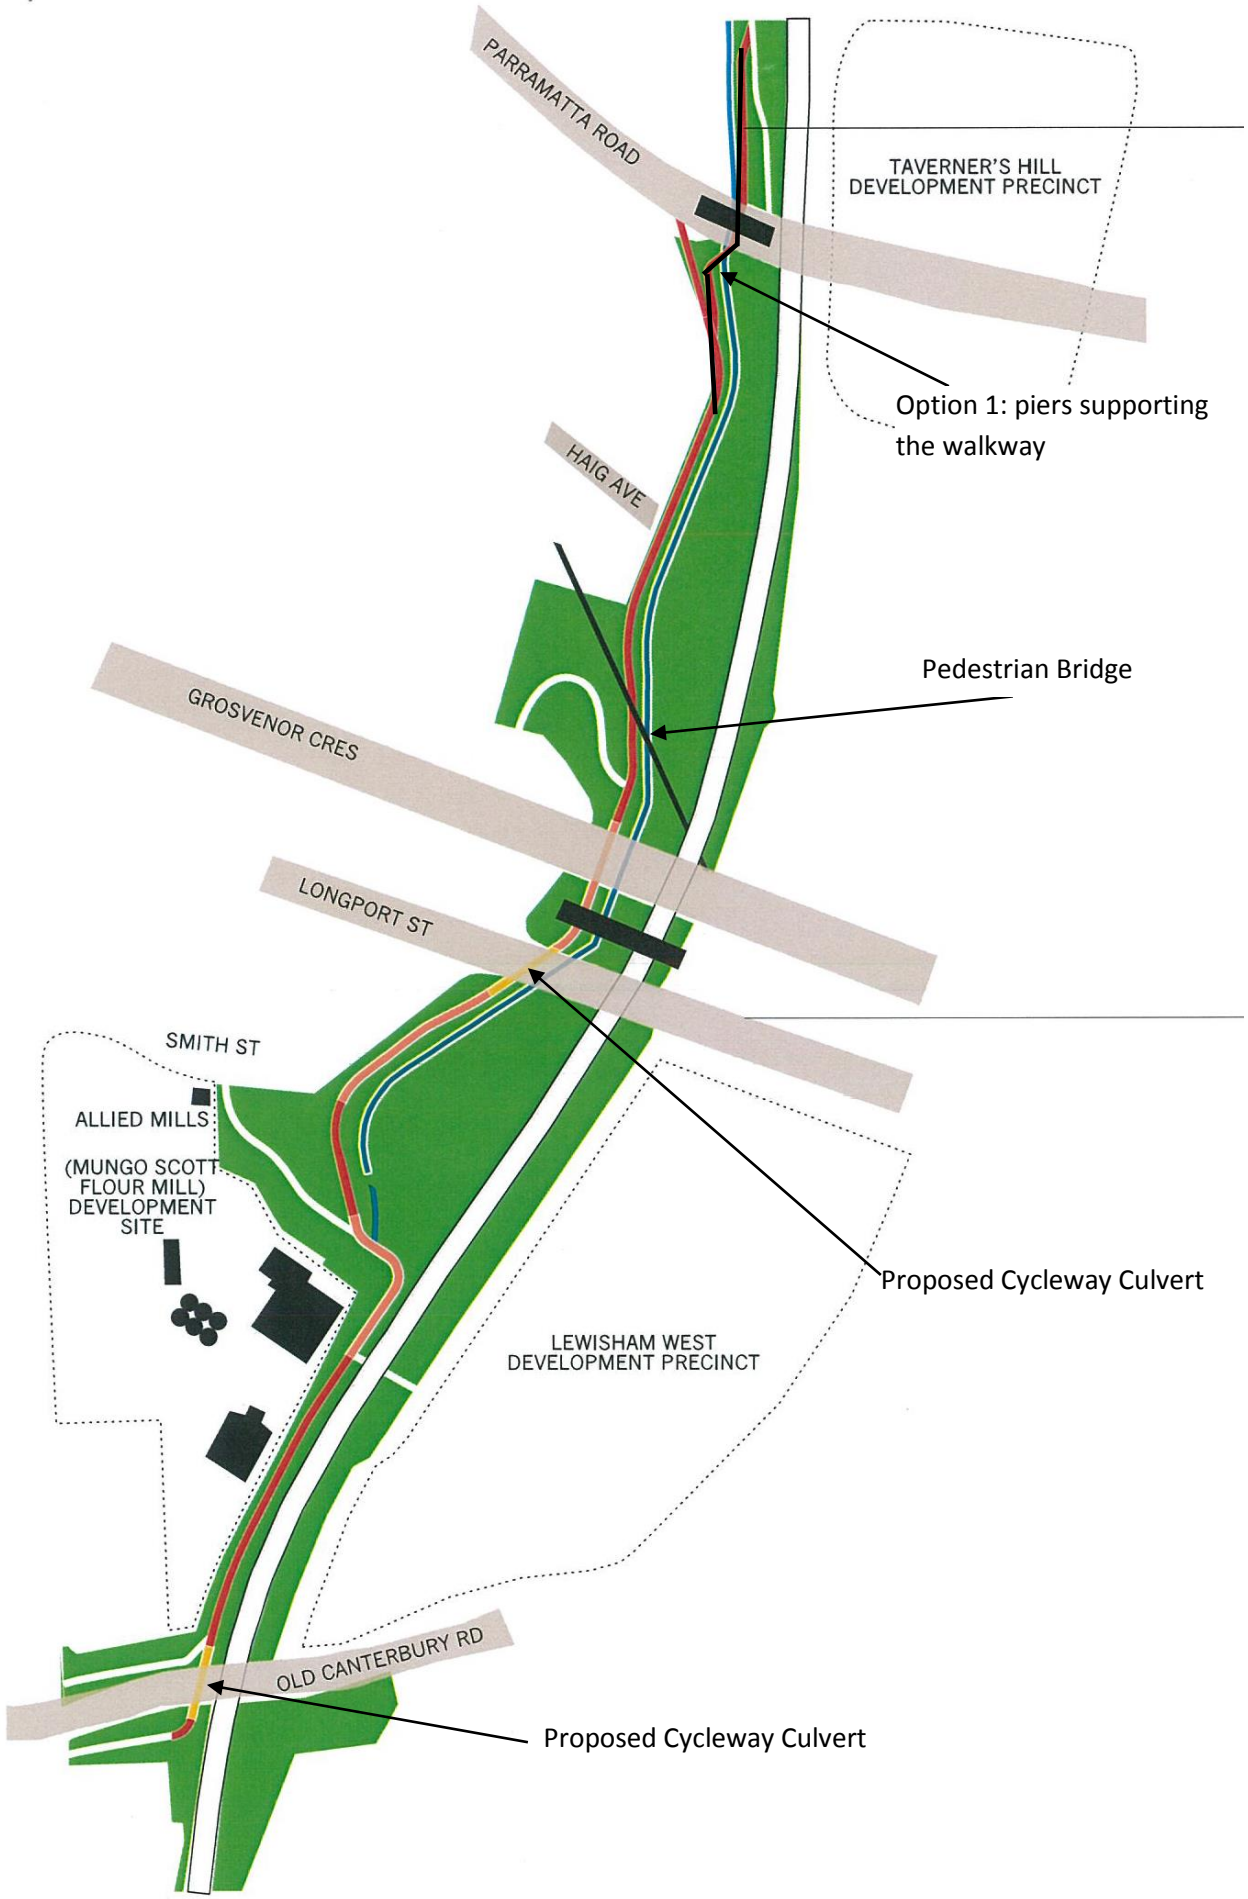 PARRAMATTA ROAD
TAVERNER'S HILL
DEVELOPMENT PRECINCT
Option 1: piers supporting
the walkway
HAIG AVE
Pedestrian Bridge
GROSVENOR CRES
LONGPORT ST
SMITH ST
ALLIED MILLS
(MUNGO SCOTT
FLOUR MILL)
DEVELOPMENT
SITE
Proposed Cycleway Culvert
LEWISHAM WEST
DEVELOPMENT PRECINCT
OLD CANTERBURY RD
Proposed Cycleway Culvert